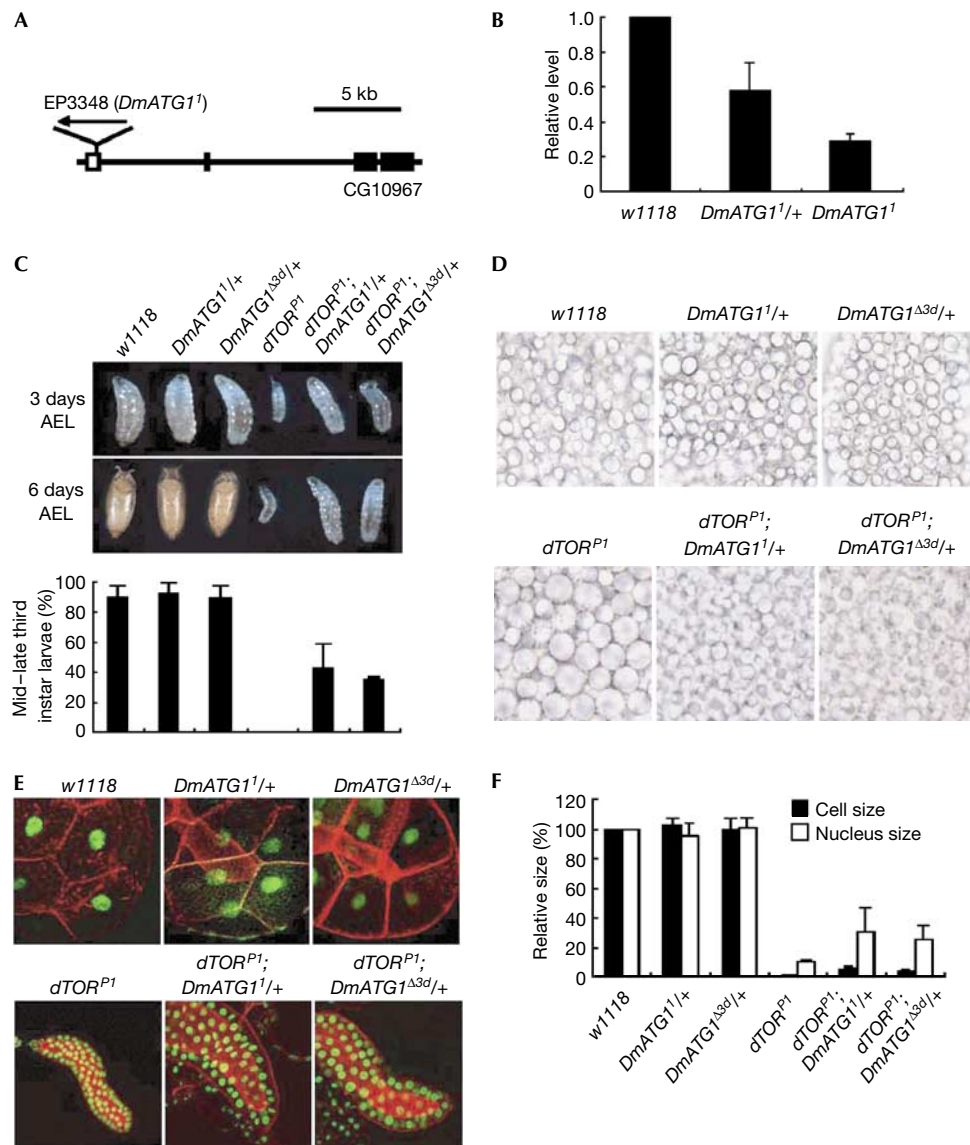 A
EP3348 (DmATG1¹)
5 kb
CG10967
B
Relative level
1.0
0.8
0.6
0.4
0.2
0
w1118 DmATG1¹/+ DmATG1¹
C
w1118
DmATG1¹/+
DmATG1^Δ3d/+
dTOR^P1
dTOR^P1;
DmATG1¹/+
dTOR^P1;
DmATG1^Δ3d/+
3 days
AEL
6 days
AEL
Mid–late third
instar larvae (%)
100
80
60
40
20
0
D
w1118 DmATG1¹/+ DmATG1^Δ3d/+
dTOR^P1
dTOR^P1;
DmATG1¹/+
dTOR^P1;
DmATG1^Δ3d/+
E
w1118 DmATG1¹/+ DmATG1^Δ3d/+
dTOR^P1
dTOR^P1;
DmATG1¹/+
dTOR^P1;
DmATG1^Δ3d/+
F
Relative size (%)
120
100
80
60
40
20
0
Cell size
Nucleus size
w1118
DmATG1¹/+
DmATG1^Δ3d/+
dTOR^P1
dTOR^P1;
DmATG1¹/+
dTOR^P1;
DmATG1^Δ3d/+